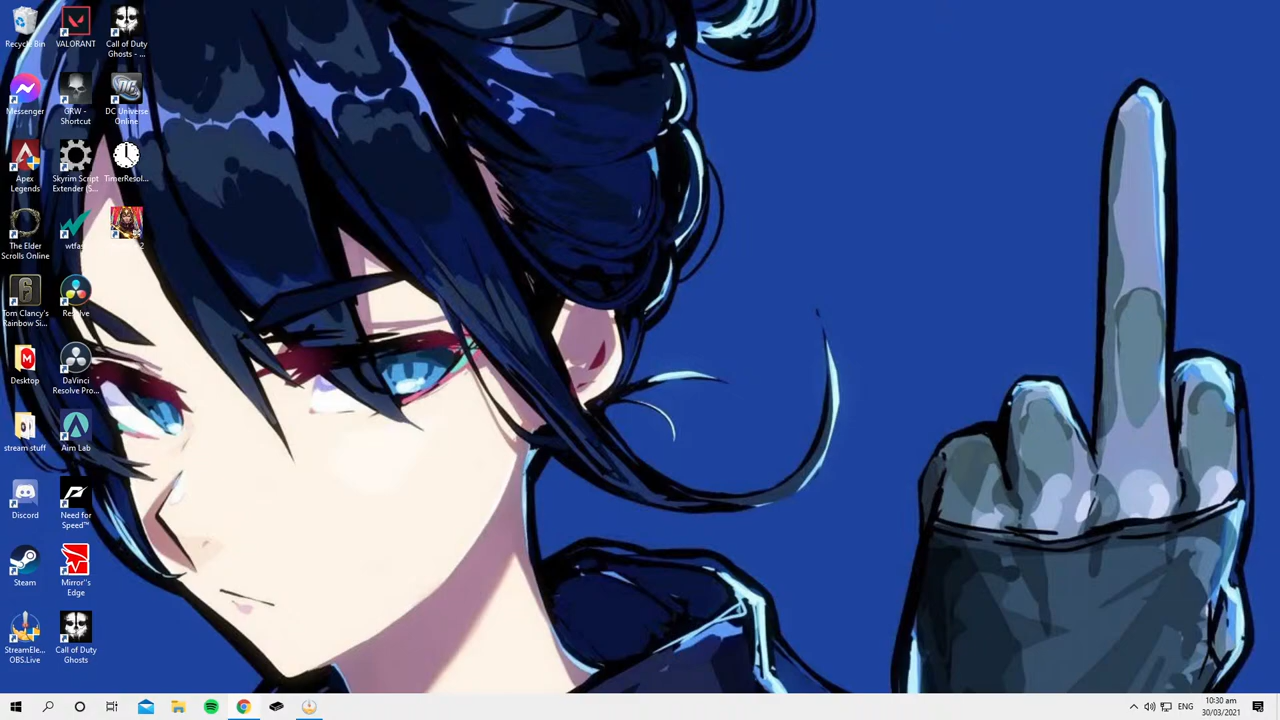 Recycle Bin
VALORANT
Call of Duty
Ghosts - ...
Messenger
GRW -
Shortcut
DC Universe
Online
Apex
Legends
Skyrim Script
Extender (S...
TimerResol...
The Elder
Scrolls Online
wtfas
2
Tom Clancy's
Rainbow Si...
Resolve
Desktop
DaVinci
Resolve Pro...
stream stuff
Aim Lab
Discord
Need for
Speed™
Steam
Mirror's
Edge
StreamEle...
OBS.Live
Call of Duty
Ghosts
ENG
10:30 am
30/03/2021